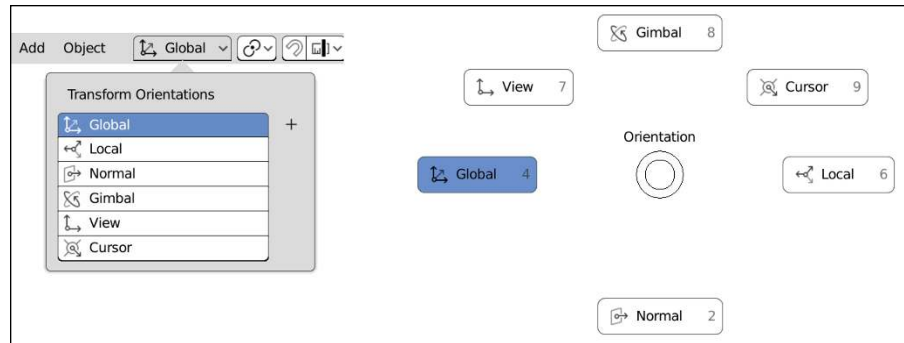 Add Object Global
Transform Orientations
Global
+
Local
Normal
Gimbal
View
Cursor
Gimbal 8
View 7
Cursor 9
Orientation
Global 4
Local 6
Normal 2